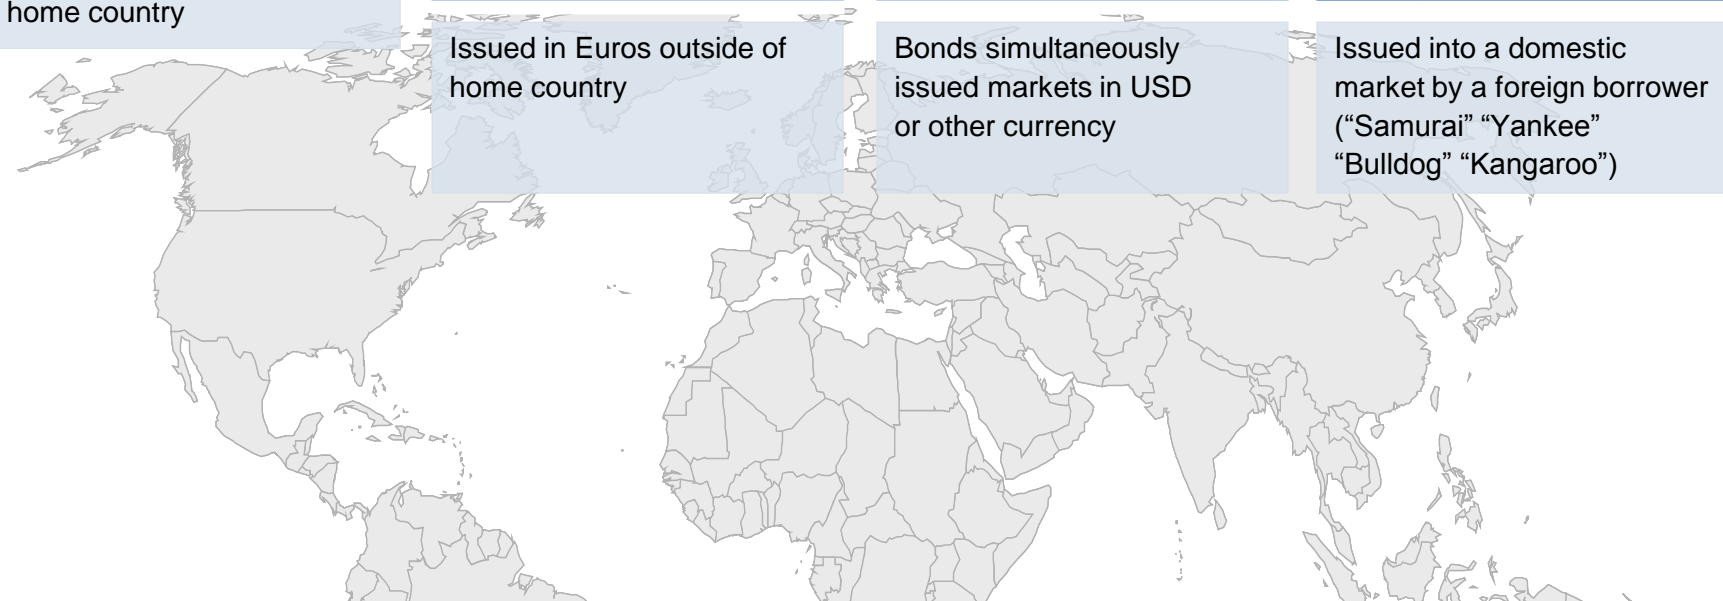 home country
Issued in Euros outside of
home country
Bonds simultaneously
issued markets in USD
or other currency
Issued into a domestic
market by a foreign borrower
(“Samurai” “Yankee”
“Bulldog” “Kangaroo”)